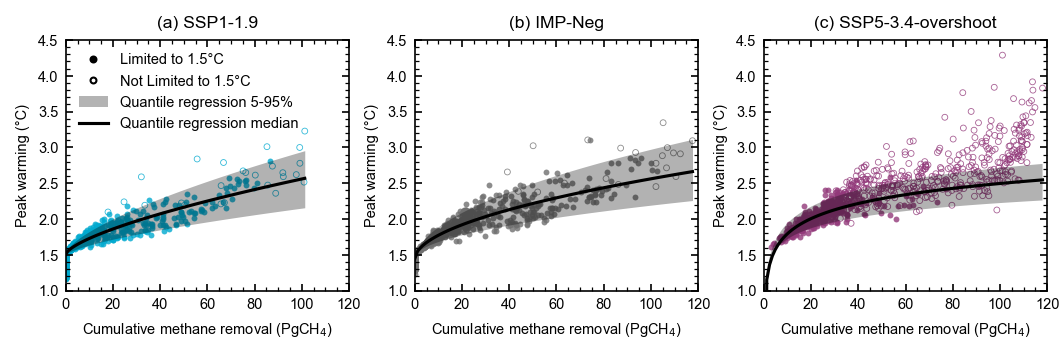 (a) SSP1-1.9
(b) IMP-Neg
(c) SSP5-3.4-overshoot
Peak warming (°C)
4.5
4.0
3.5
3.0
2.5
2.0
1.5
1.0
Limited to 1.5°C
Not Limited to 1.5°C
Quantile regression 5-95%
Quantile regression median
0 20 40 60 80 100 120
Cumulative methane removal (PgCH₄)
Peak warming (°C)
4.5
4.0
3.5
3.0
2.5
2.0
1.5
1.0
0 20 40 60 80 100 120
Cumulative methane removal (PgCH₄)
Peak warming (°C)
4.5
4.0
3.5
3.0
2.5
2.0
1.5
1.0
0 20 40 60 80 100 120
Cumulative methane removal (PgCH₄)